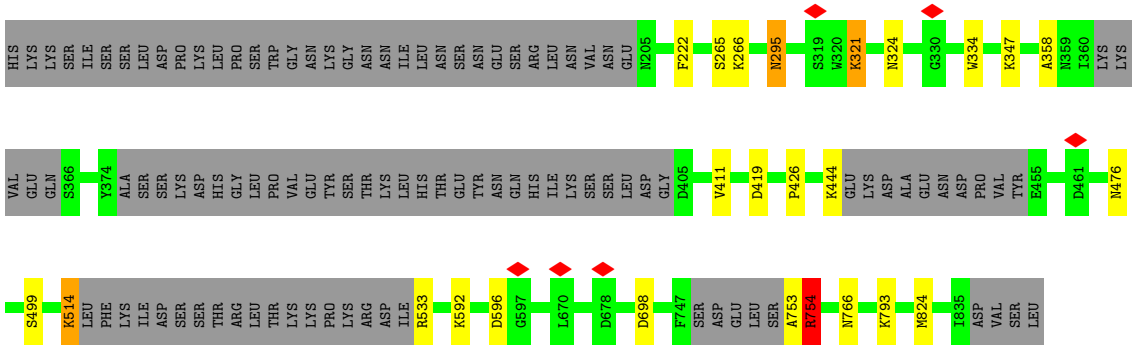 HIS LYS LYS SER ILE SER SER LEU ASP PRO LYS LEU PRO SER TRP GLY ASN LYS GLY ASN ASN ILE LEU ASN SER ASN GLU SER ARG LEU ASN VAL ASN GLU N205 F222 S265 K266 N295 S319 W320 K321 N324 G330 W334 K347 A358 N359 I360 LYS LYS
VAL GLU GLN S366 Y374 ALA SER SER LYS ASP HIS GLY LEU PRO VAL GLU TYR SER THR LYS LEU HIS THR GLU TYR ASN GLN HIS ILE LYS SER SER LEU ASP GLY D405 V411 D419 P426 K444 GLU LYS ASP ALA GLU ASN ASP PRO VAL TYR E455 D461 N476
S499 K514 LEU PHE LYS ILE ASP SER SER THR ARG LEU THR LYS LYS PRO LYS ARG ASP ILE R533 K592 D596 G597 L670 D678 D698 F747 SER ASP GLU LEU SER A753 R754 N766 K793 M824 I835 ASP VAL SER LEU